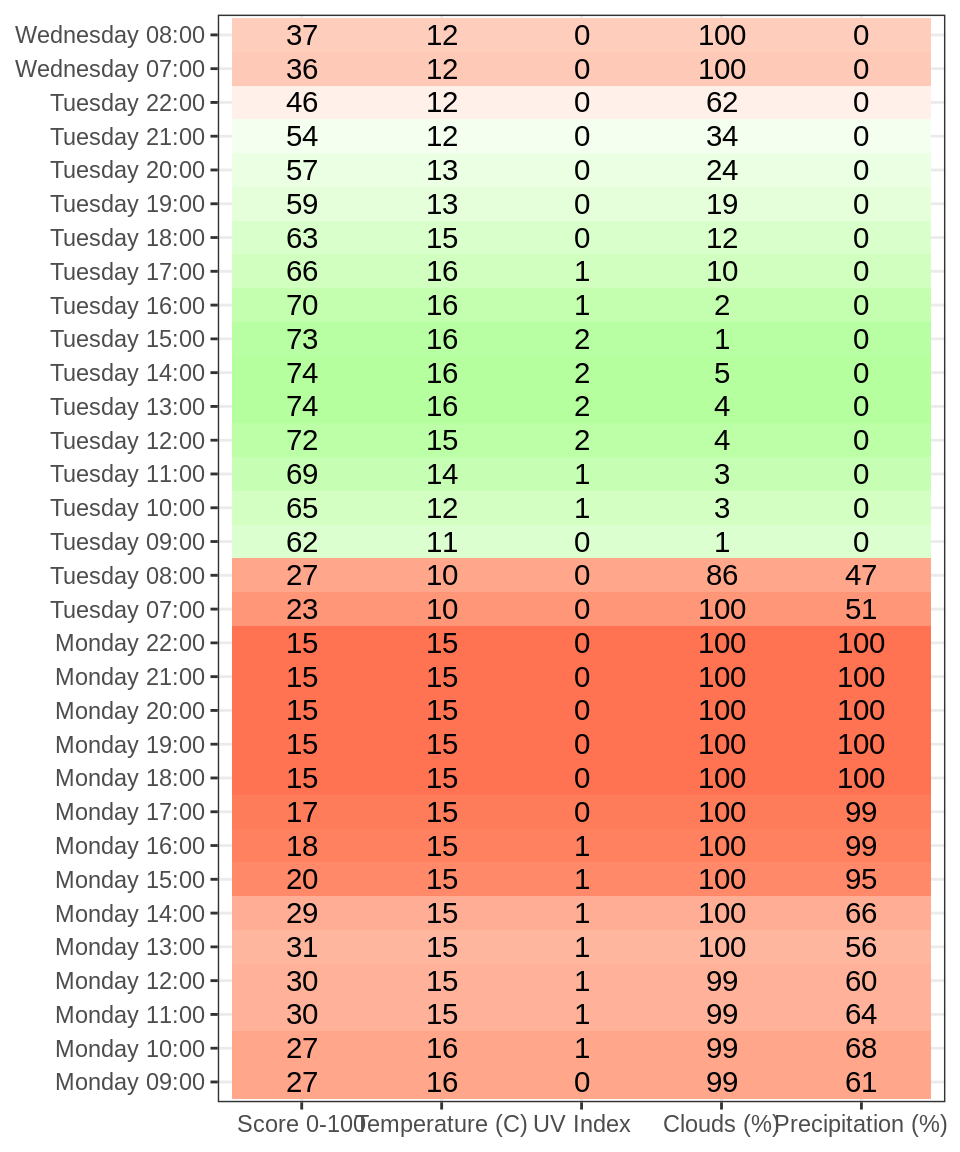 Wednesday 08:00 37 12 0 100 0
Wednesday 07:00 36 12 0 100 0
Tuesday 22:00 46 12 0 62 0
Tuesday 21:00 54 12 0 34 0
Tuesday 20:00 57 13 0 24 0
Tuesday 19:00 59 13 0 19 0
Tuesday 18:00 63 15 0 12 0
Tuesday 17:00 66 16 1 10 0
Tuesday 16:00 70 16 1 2 0
Tuesday 15:00 73 16 2 1 0
Tuesday 14:00 74 16 2 5 0
Tuesday 13:00 74 16 2 4 0
Tuesday 12:00 72 15 2 4 0
Tuesday 11:00 69 14 1 3 0
Tuesday 10:00 65 12 1 3 0
Tuesday 09:00 62 11 0 1 0
Tuesday 08:00 27 10 0 86 47
Tuesday 07:00 23 10 0 100 51
Monday 22:00 15 15 0 100 100
Monday 21:00 15 15 0 100 100
Monday 20:00 15 15 0 100 100
Monday 19:00 15 15 0 100 100
Monday 18:00 15 15 0 100 100
Monday 17:00 17 15 0 100 99
Monday 16:00 18 15 1 100 99
Monday 15:00 20 15 1 100 95
Monday 14:00 29 15 1 100 66
Monday 13:00 31 15 1 100 56
Monday 12:00 30 15 1 99 60
Monday 11:00 30 15 1 99 64
Monday 10:00 27 16 1 99 68
Monday 09:00 27 16 0 99 61
Score 0-100 Temperature (C) UV Index Clouds (%) Precipitation (%)